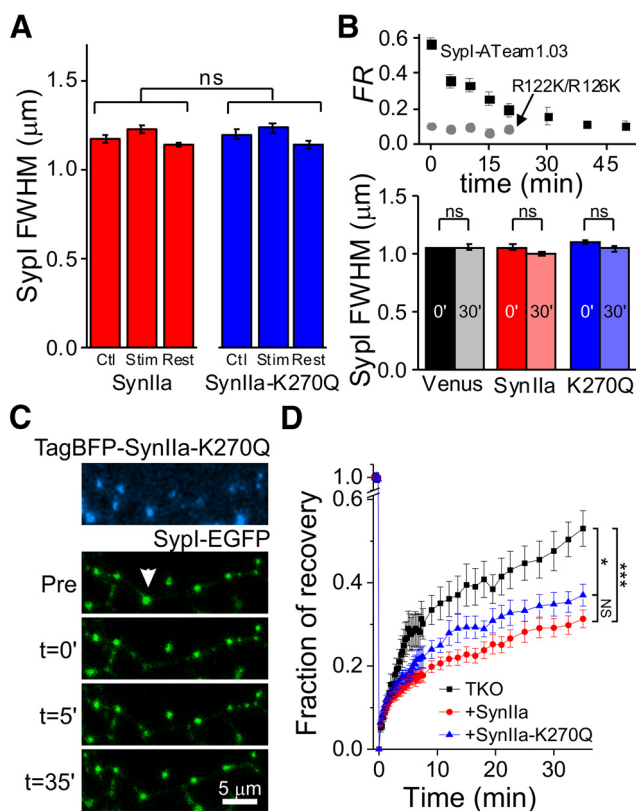 A
ns
SypI FWHM (μm)
1.5
1.0
0.5
0.0
Ctl Stim Rest
Ctl Stim Rest
SynIIa
SynIIa-K270Q
B
FR
0.6
0.4
0.2
0.0
SypI-ATeam1.03
R122K/R126K
0 15 30 45
time (min)
SypI FWHM (μm)
1.5
1.0
0.5
0.0
ns
ns
ns
0' 30'
0' 30'
0' 30'
Venus
SynIIa
K270Q
C
TagBFP-SynIIa-K270Q
SypI-EGFP
Pre
t=0'
t=5'
t=35'
5 μm
D
Fraction of recovery
1.0
0.6
0.4
0.2
0.0
*
***
NS
TKO
+SynIIa
+SynIIa-K270Q
0 10 20 30
Time (min)